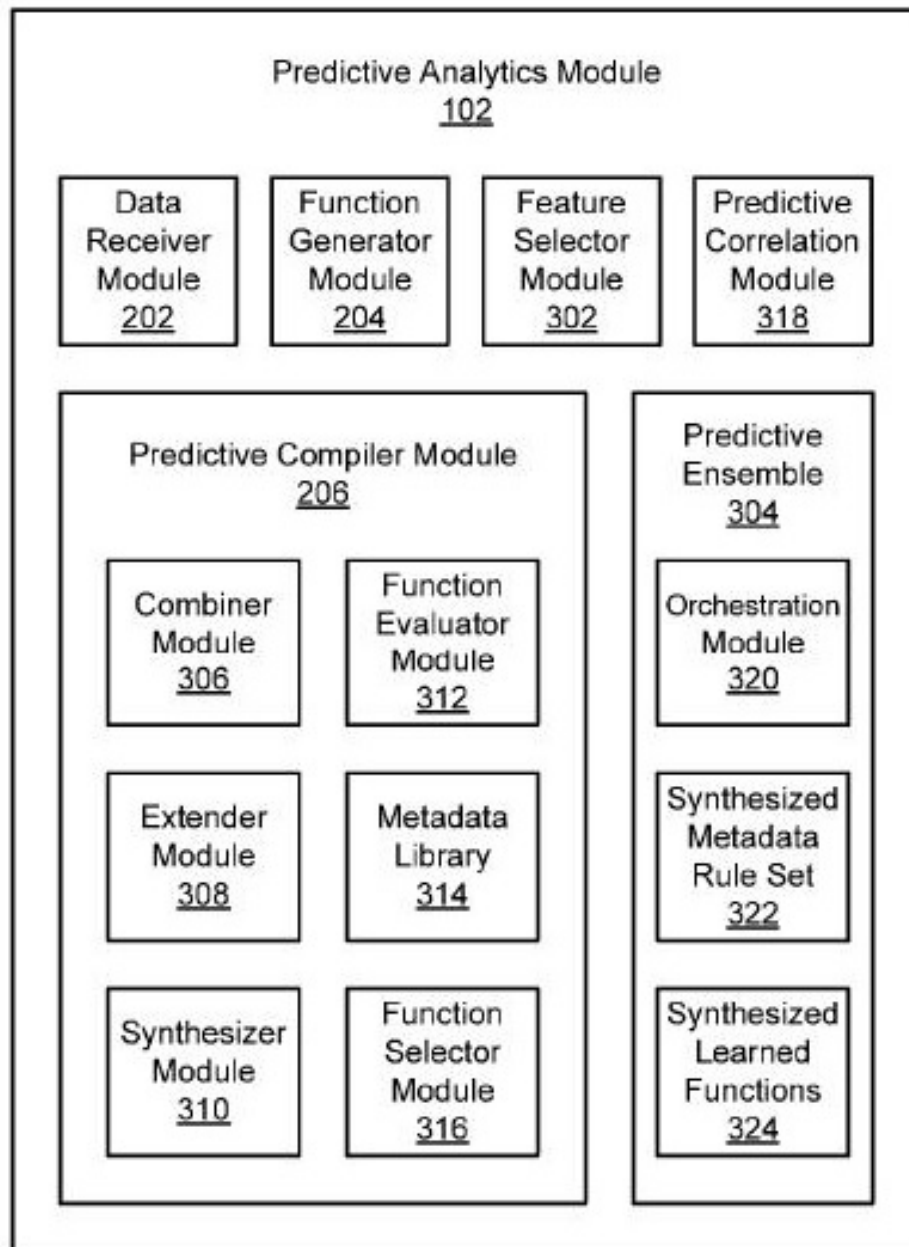 Predictive Analytics Module
102
Data
Receiver
Module
202
Function
Generator
Module
204
Feature
Selector
Module
302
Predictive
Correlation
Module
318
Predictive Compiler Module
206
Combiner
Module
306
Function
Evaluator
Module
312
Extender
Module
308
Metadata
Library
314
Synthesizer
Module
310
Function
Selector
Module
316
Predictive
Ensemble
304
Orchestration
Module
320
Synthesized
Metadata
Rule Set
322
Synthesized
Learned
Functions
324